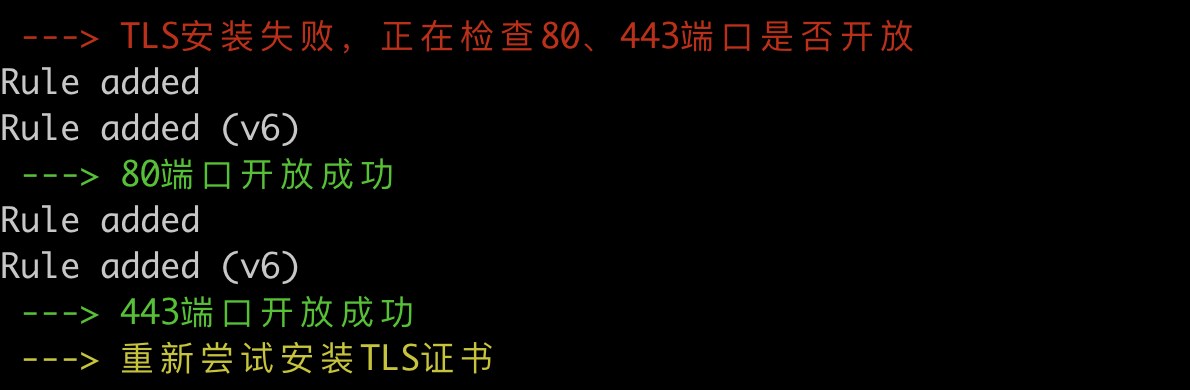 ---> TLS安装失败，正在检查80、443端口是否开放
Rule added
Rule added (v6)
---> 80端口开放成功
Rule added
Rule added (v6)
---> 443端口开放成功
---> 重新尝试安装TLS证书